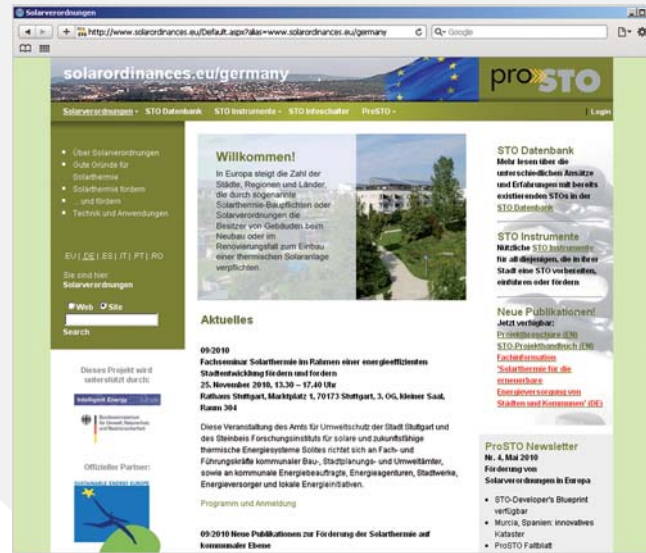 Solarverordnungen
http://www.solarordinances.eu/Default.aspx?alias=www.solarordinances.eu/germany
Google
solarordinances.eu/germany
proSTO
Solarverordnungen
STO Datenbank
STO Instrumente
STO Infoschalter
ProSTO
Login
Über Solarverordnungen
Gute Gründe für
Solarthermie
Solarthermie fordern
... und fördern
Technik und Anwendungen
EU | DE | ES | IT | PT | RO
Sie sind hier:
Solarverordnungen
Web Site
Search
Dieses Projekt wird
unterstützt durch:
Intelligent Energy Europe
Bundesministerium
für Umwelt, Naturschutz
und Reaktorsicherheit
Offizieller Partner:
SUSTAINABLE ENERGY EUROPE
Willkommen!
In Europa steigt die Zahl der
Städte, Regionen und Länder,
die durch sogenannte
Solarthermie-Baupflichten oder
Solarverordnungen die
Besitzer von Gebäuden beim
Neubau oder im
Renovierungsfall zum Einbau
einer thermischen Solaranlage
verpflichten.
Aktuelles
09/2010
Fachseminar Solarthermie im Rahmen einer energieeffizienten
Stadtentwicklung fördern und fordern
25. November 2010, 13.30 – 17.40 Uhr
Rathaus Stuttgart, Marktplatz 1, 70173 Stuttgart, 3. OG, kleiner Saal,
Raum 304
Diese Veranstaltung des Amts für Umweltschutz der Stadt Stuttgart und
des Steinbeis Forschungsinstituts für solare und zukunftsfähige
thermische Energiesysteme Solites richtet sich an Fach- und
Führungskräfte kommunaler Bau-, Stadtplanungs- und Umweltämter,
sowie an kommunale Energiebeauftragte, Energieagenturen, Stadtwerke,
Energieversorger und lokale Energieinitiativen.
Programm und Anmeldung
09/2010 Neue Publikationen zur Förderung der Solarthermie auf
kommunaler Ebene
STO Datenbank
Mehr lesen über die
unterschiedlichen Ansätze
und Erfahrungen mit bereits
existierenden STOs in der
STO Datenbank
STO Instrumente
Nützliche STO Instrumente
für all diejenigen, die in ihrer
Stadt eine STO vorbereiten,
einführen oder fördern
Neue Publikationen!
Jetzt verfügbar:
Projektbroschüre (EN)
STO-Projekthandbuch (EN)
Fachinformation
'Solarthermie für die
erneuerbare
Energieversorgung von
Städten und Kommunen' (DE)
ProSTO Newsletter
Nr. 4, Mai 2010
Förderung von
Solarverordnungen in Europa
STO-Developer's Blueprint
verfügbar
Murcia, Spanien: innovatives
Kataster
ProSTO Faltblatt